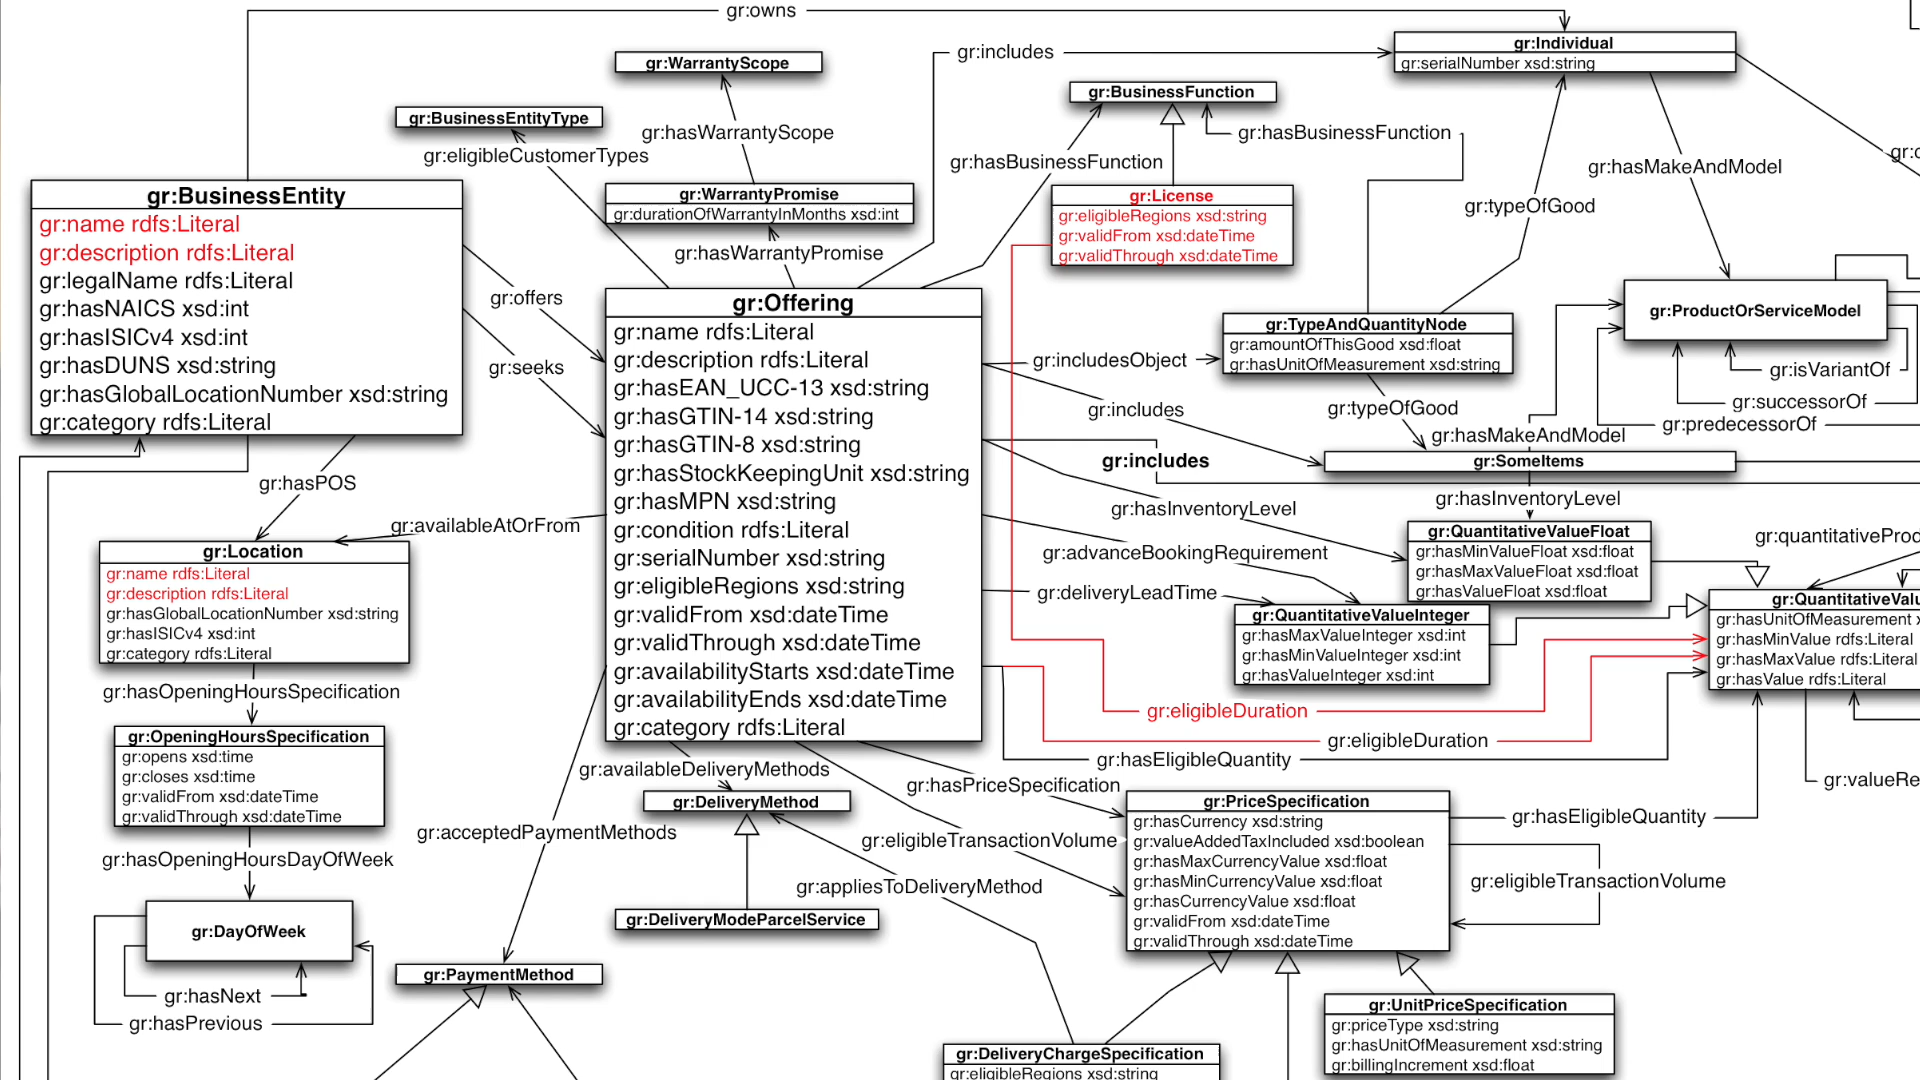 gr:owns
gr:WarrantyScope
gr:includes
gr:Individual
gr:serialNumber xsd:string
gr:BusinessFunction
gr:BusinessEntityType
gr:hasWarrantyScope
gr:hasBusinessFunction
gr:eligibleCustomerTypes
gr:hasBusinessFunction
gr:hasMakeAndModel
gr:BusinessEntity
gr:name rdfs:Literal
gr:description rdfs:Literal
gr:legalName rdfs:Literal
gr:hasNAICS xsd:int
gr:hasISICv4 xsd:int
gr:hasDUNS xsd:string
gr:hasGlobalLocationNumber xsd:string
gr:category rdfs:Literal
gr:WarrantyPromise
gr:durationOfWarrantyInMonths xsd:int
gr:hasWarrantyPromise
gr:License
gr:eligibleRegions xsd:string
gr:validFrom xsd:dateTime
gr:validThrough xsd:dateTime
gr:typeOfGood
gr:offers
gr:seeks
gr:Offering
gr:name rdfs:Literal
gr:description rdfs:Literal
gr:hasEAN_UCC-13 xsd:string
gr:hasGTIN-14 xsd:string
gr:hasGTIN-8 xsd:string
gr:hasStockKeepingUnit xsd:string
gr:hasMPN xsd:string
gr:condition rdfs:Literal
gr:serialNumber xsd:string
gr:eligibleRegions xsd:string
gr:validFrom xsd:dateTime
gr:validThrough xsd:dateTime
gr:availabilityStarts xsd:dateTime
gr:availabilityEnds xsd:dateTime
gr:category rdfs:Literal
gr:TypeAndQuantityNode
gr:amountOfThisGood xsd:float
gr:hasUnitOfMeasurement xsd:string
gr:includesObject
gr:ProductOrServiceModel
gr:isVariantOf
gr:successorOf
gr:predecessorOf
gr:includes
gr:typeOfGood
gr:hasMakeAndModel
gr:includes
gr:SomeItems
gr:hasPOS
gr:hasInventoryLevel
gr:hasInventoryLevel
gr:availableAtOrFrom
gr:QuantitativeValueFloat
gr:hasMinValueFloat xsd:float
gr:hasMaxValueFloat xsd:float
gr:hasValueFloat xsd:float
gr:quantitativeProd
gr:Location
gr:name rdfs:Literal
gr:description rdfs:Literal
gr:hasGlobalLocationNumber xsd:string
gr:hasISICv4 xsd:int
gr:category rdfs:Literal
gr:advanceBookingRequirement
gr:deliveryLeadTime
gr:QuantitativeValueInteger
gr:hasMaxValueInteger xsd:int
gr:hasMinValueInteger xsd:int
gr:hasValueInteger xsd:int
gr:QuantitativeValu
gr:hasUnitOfMeasurement x
gr:hasMinValue rdfs:Literal
gr:hasMaxValue rdfs:Literal
gr:hasValue rdfs:Literal
gr:hasOpeningHoursSpecification
gr:eligibleDuration
gr:eligibleDuration
gr:hasEligibleQuantity
gr:OpeningHoursSpecification
gr:opens xsd:time
gr:closes xsd:time
gr:validFrom xsd:dateTime
gr:validThrough xsd:dateTime
gr:availableDeliveryMethods
gr:hasPriceSpecification
gr:valueRe
gr:DeliveryMethod
gr:PriceSpecification
gr:hasCurrency xsd:string
gr:valueAddedTaxIncluded xsd:boolean
gr:hasMaxCurrencyValue xsd:float
gr:hasMinCurrencyValue xsd:float
gr:hasCurrencyValue xsd:float
gr:validFrom xsd:dateTime
gr:validThrough xsd:dateTime
gr:hasEligibleQuantity
gr:acceptedPaymentMethods
gr:eligibleTransactionVolume
gr:hasOpeningHoursDayOfWeek
gr:appliesToDeliveryMethod
gr:eligibleTransactionVolume
gr:DeliveryModeParcelService
gr:DayOfWeek
gr:PaymentMethod
gr:hasNext
gr:hasPrevious
gr:UnitPriceSpecification
gr:priceType xsd:string
gr:hasUnitOfMeasurement xsd:string
gr:billingIncrement xsd:float
gr:DeliveryChargeSpecification
gr:eligibleRegions xsd:string